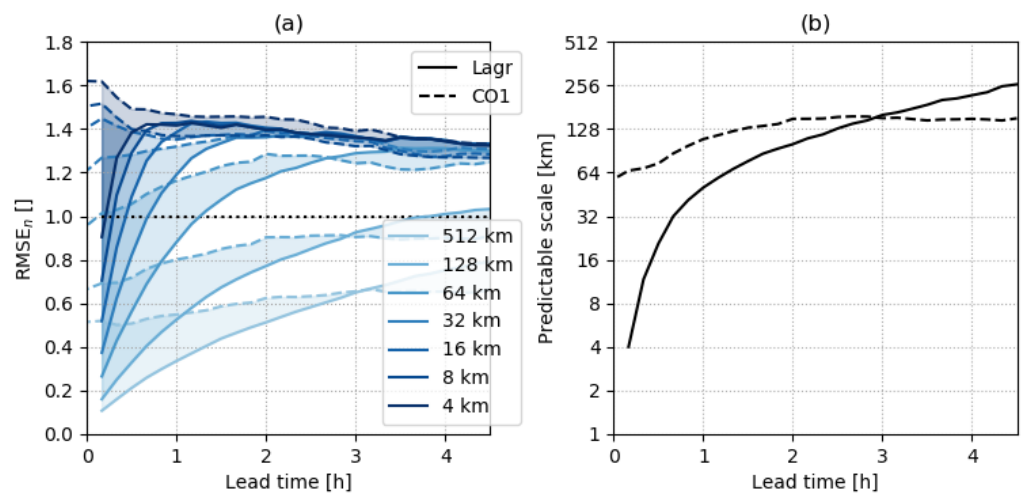 (a)
1.8
1.6
1.4
1.2
1.0
0.8
0.6
0.4
0.2
0.0
RMSEₙ []
0 1 2 3 4
Lead time [h]
Lagr
CO1
512 km
128 km
64 km
32 km
16 km
8 km
4 km
(b)
512
256
128
64
32
16
8
4
2
1
Predictable scale [km]
0 1 2 3 4
Lead time [h]